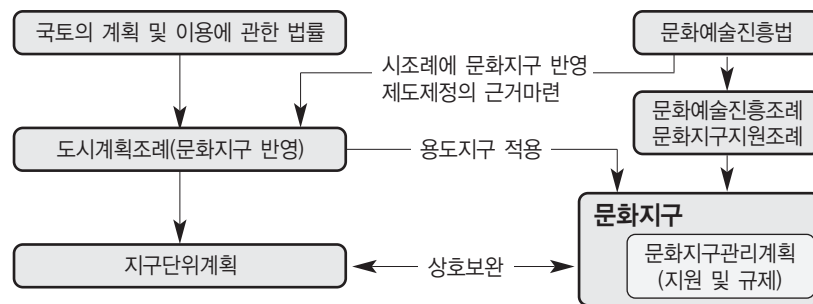 국토의 계획 및 이용에 관한 법률
문화예술진흥법
시조례에 문화지구 반영
제도제정의 근거마련
문화예술진흥조례
문화지구지원조례
도시계획조례(문화지구 반영)
용도지구 적용
문화지구
지구단위계획
상호보완
문화지구관리계획
(지원 및 규제)